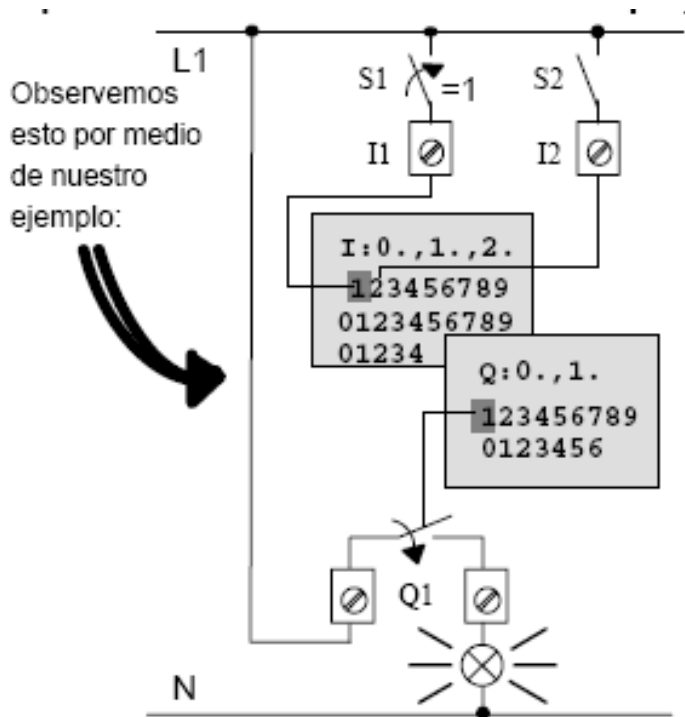 L1
Observemos
esto por medio
de nuestro
ejemplo:
S1
=1
S2
I1
I2
I:0.,1.,2.
123456789
0123456789
01234
Q:0.,1.
123456789
0123456
Q1
N